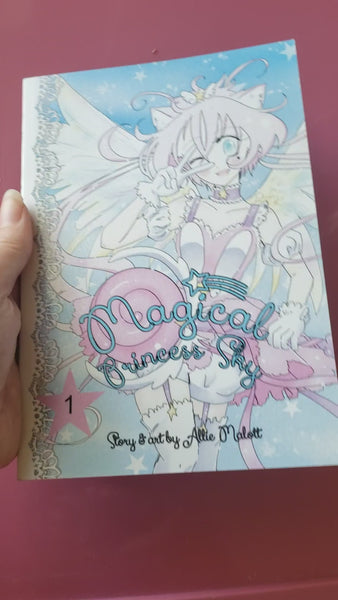 Magical
Princess Sky
1
Story & art by Allie Malott